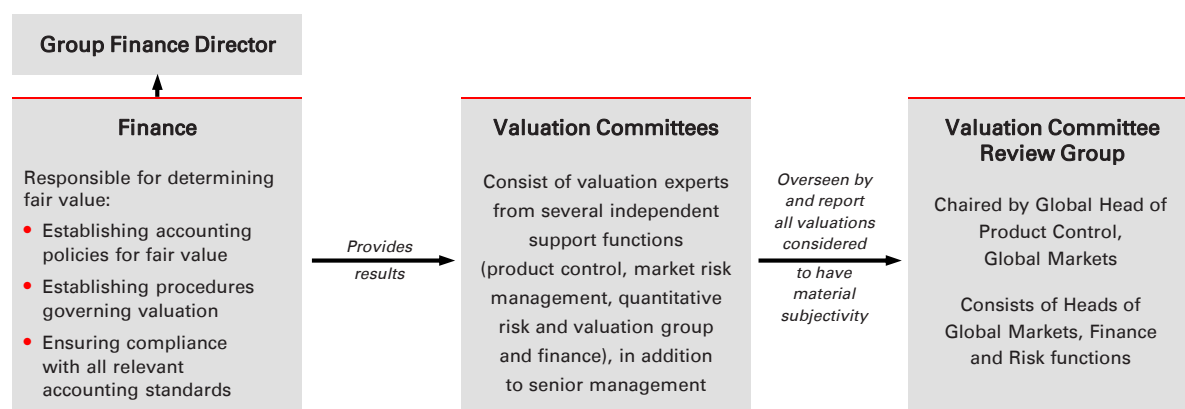 Group Finance Director
Finance
Responsible for determining
fair value:
• Establishing accounting
policies for fair value
• Establishing procedures
governing valuation
• Ensuring compliance
with all relevant
accounting standards
Provides
results
Valuation Committees
Consist of valuation experts
from several independent
support functions
(product control, market risk
management, quantitative
risk and valuation group
and finance), in addition
to senior management
Overseen by
and report
all valuations
considered
to have
material
subjectivity
Valuation Committee
Review Group
Chaired by Global Head of
Product Control,
Global Markets
Consists of Heads of
Global Markets, Finance
and Risk functions